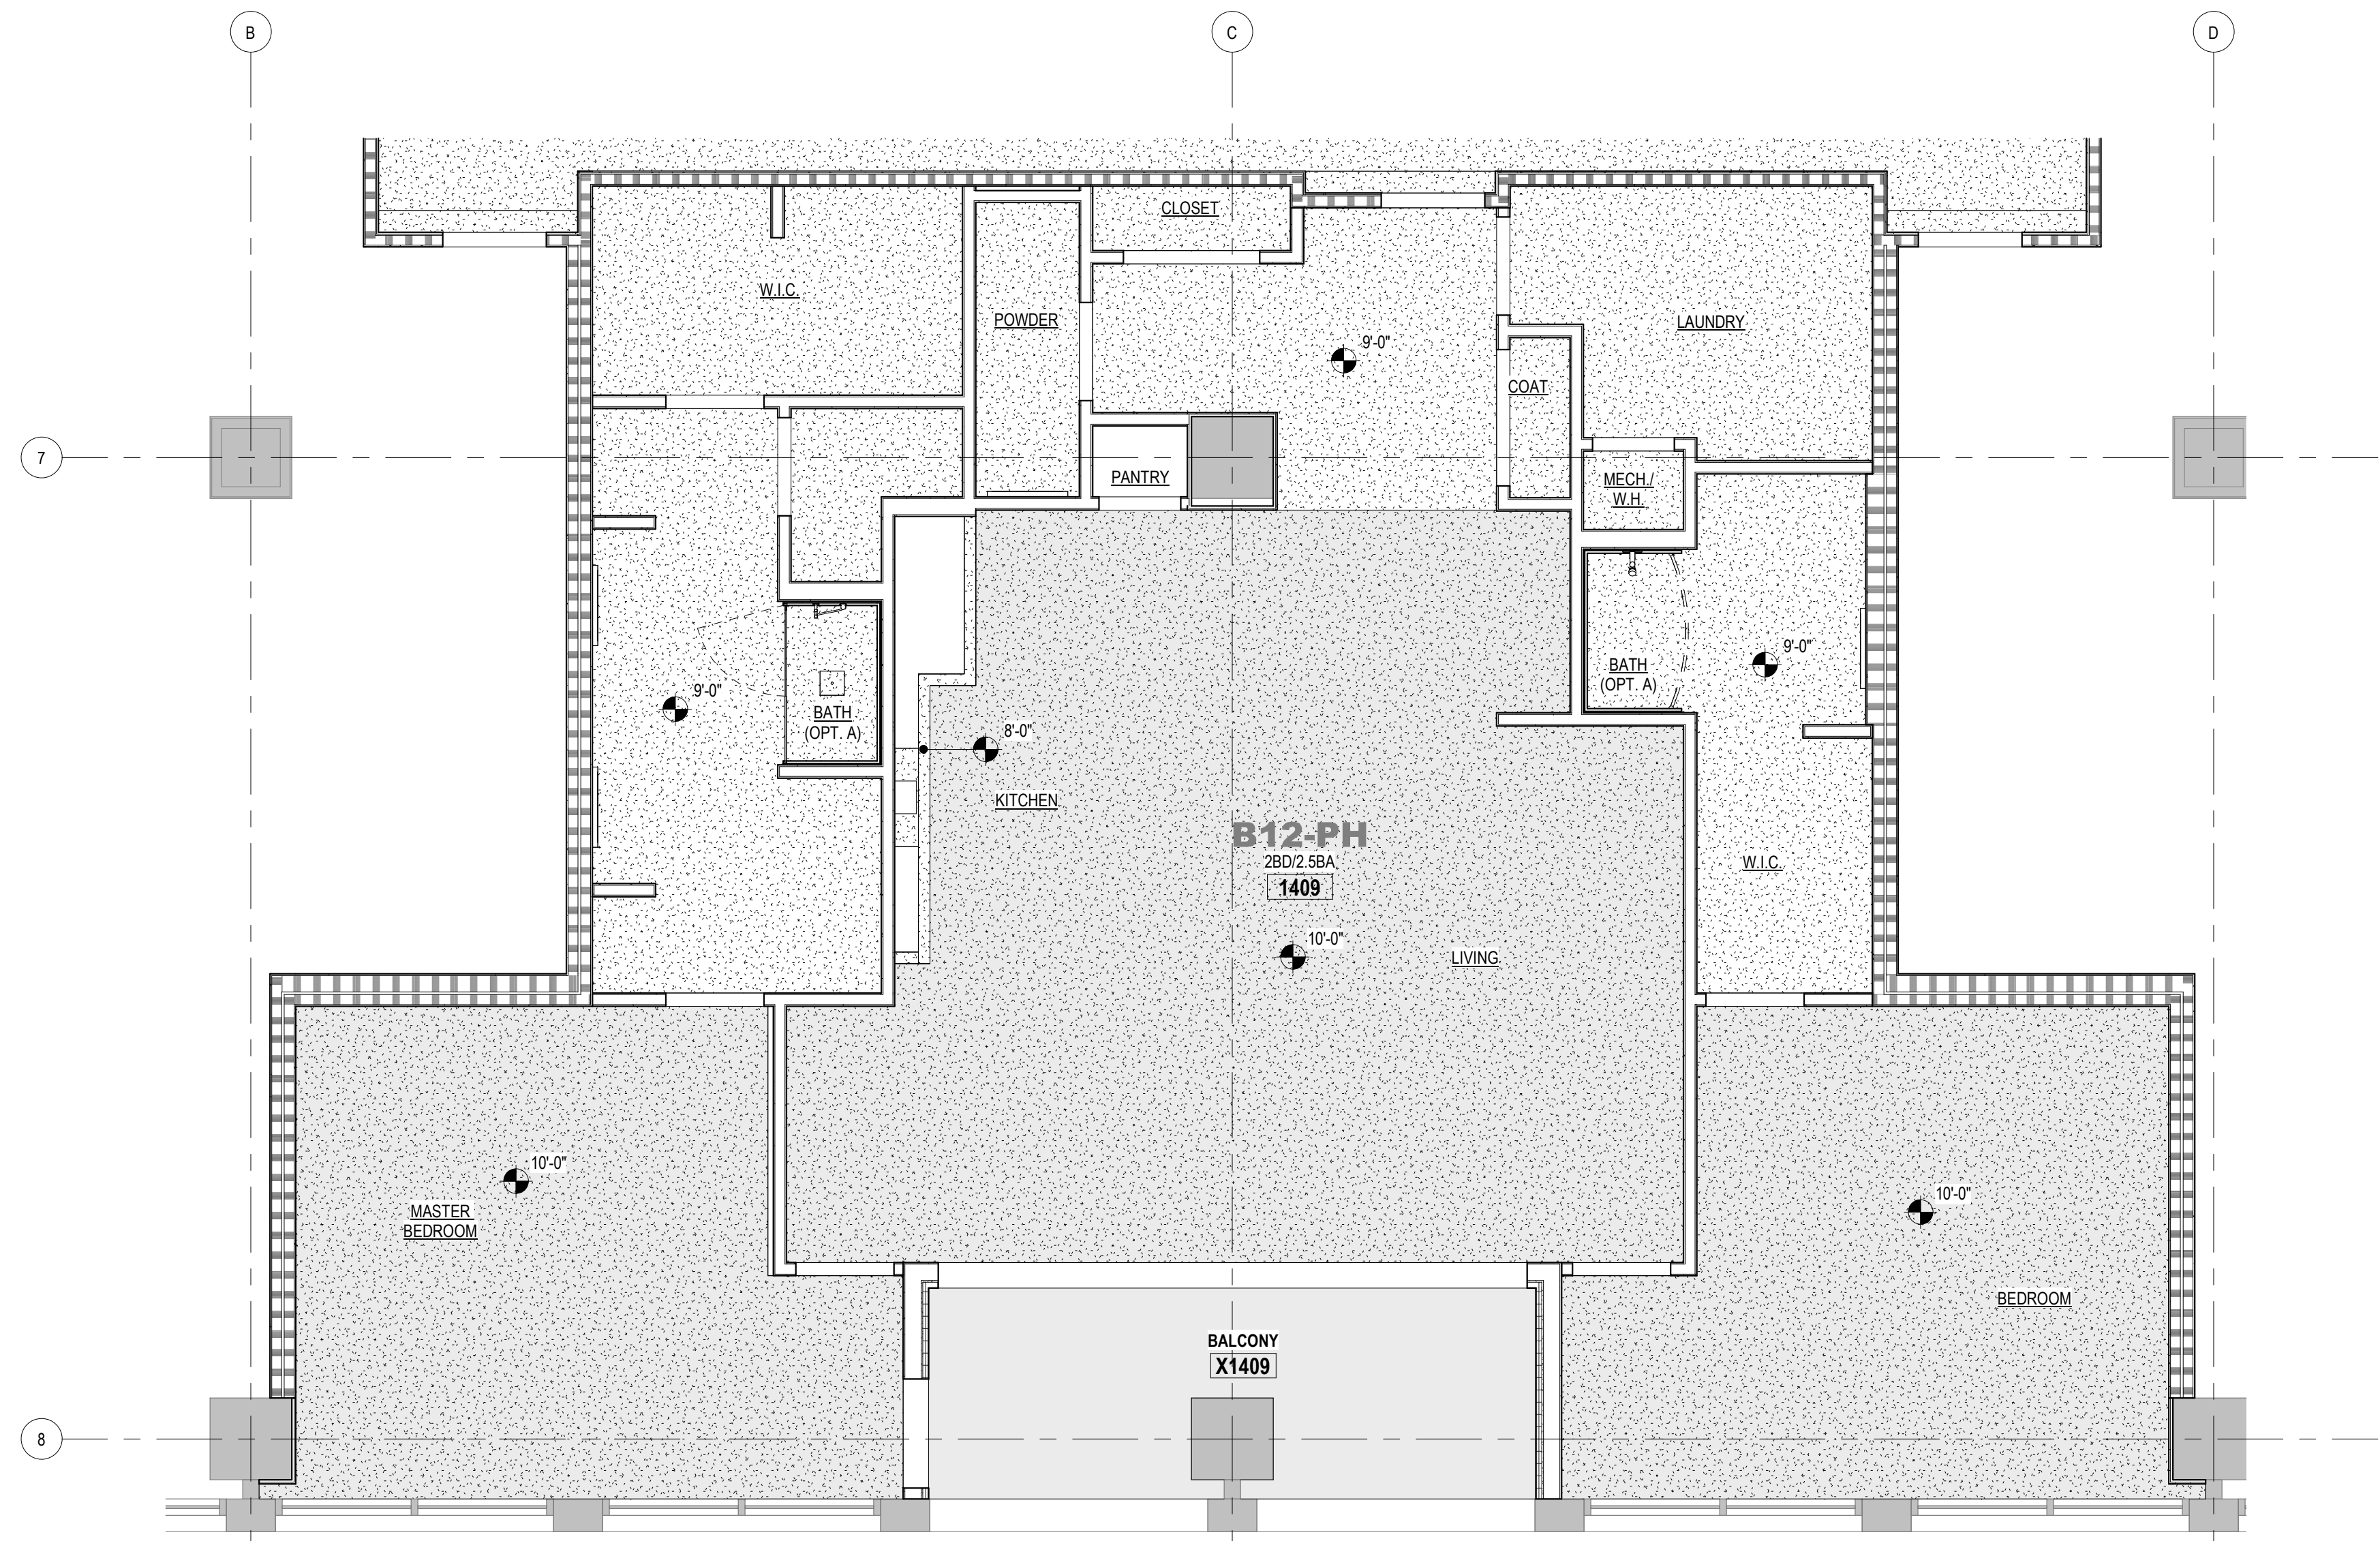 B
C
D
CLOSET
W.I.C.
POWDER
LAUNDRY
9'-0"
COAT
7
PANTRY
MECH./
W.H.
9'-0"
BATH
(OPT. A)
9'-0"
BATH
(OPT. A)
8'-0"
KITCHEN
B12-PH
2BD/2.5BA
1409
W.I.C.
10'-0"
LIVING
10'-0"
MASTER
BEDROOM
10'-0"
BEDROOM
BALCONY
X1409
8